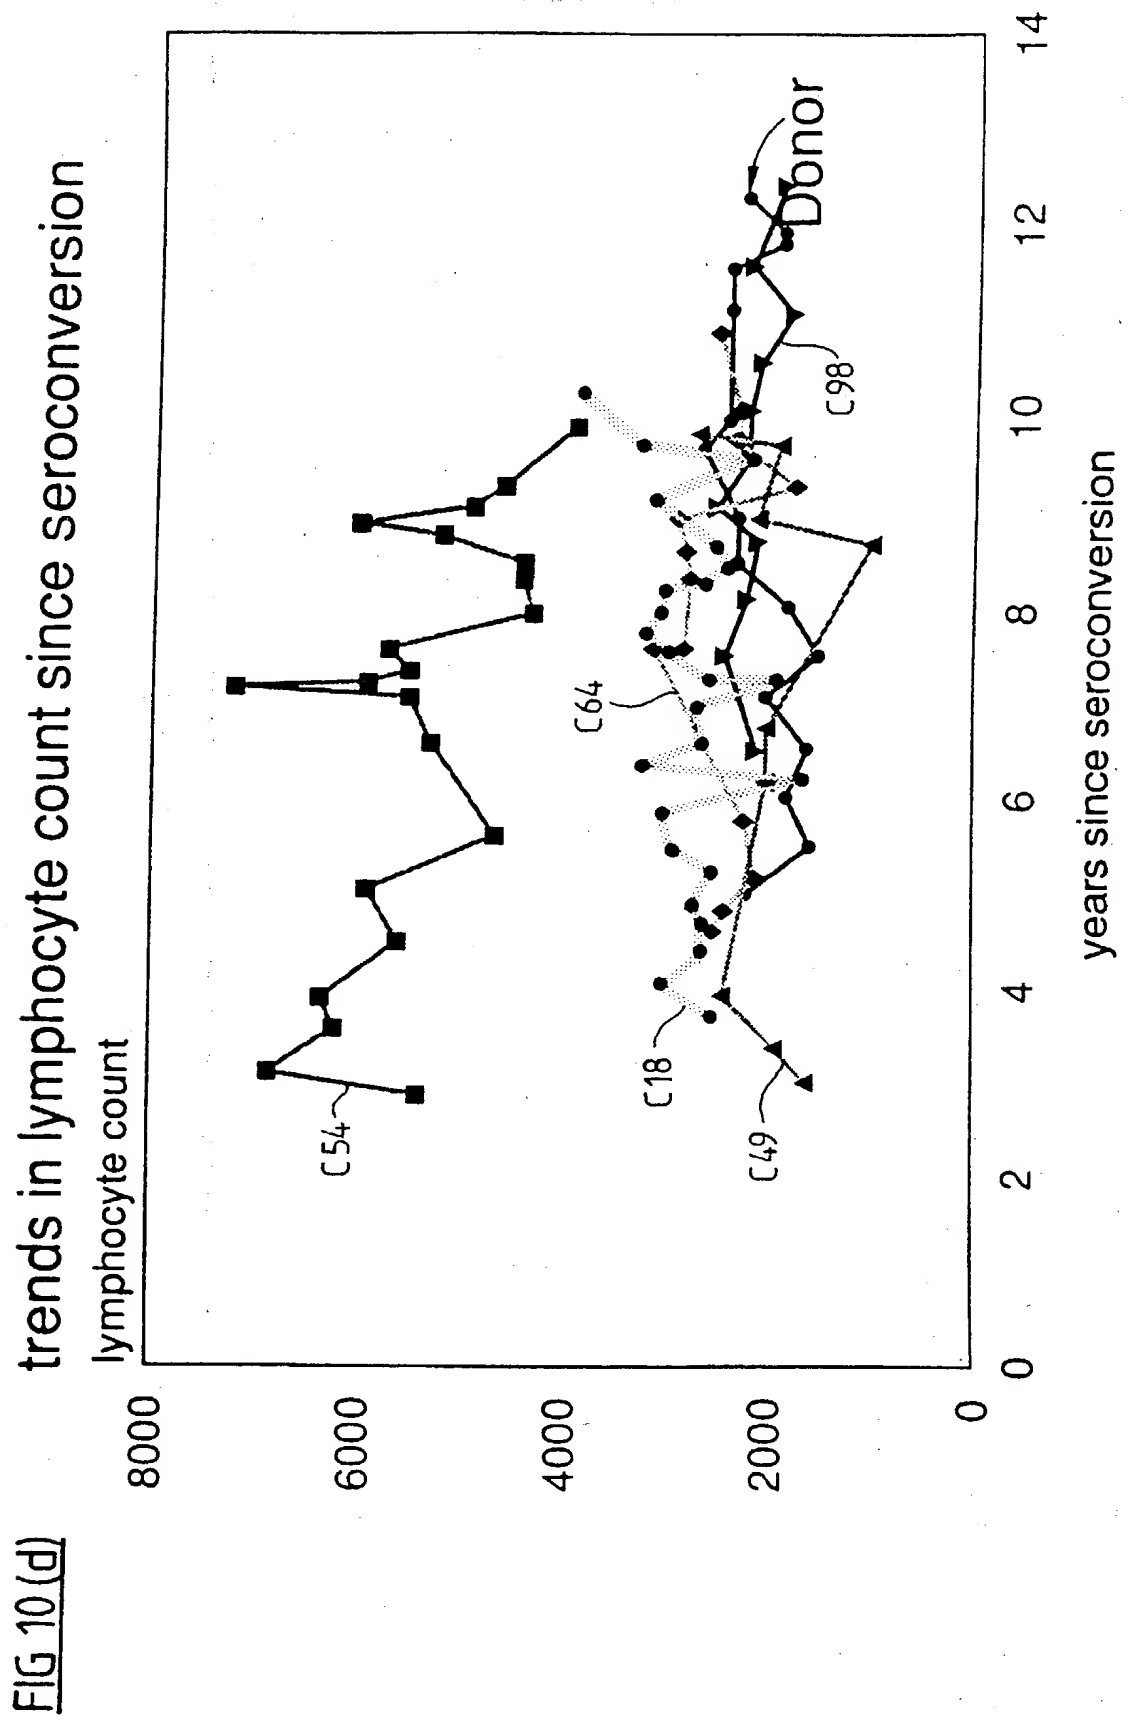 FIG 10 (d)
trends in lymphocyte count since seroconversion
lymphocyte count
8000
6000
4000
2000
0
C54
C64
C18
C49
C98
Donor
0 2 4 6 8 10 12 14
years since seroconversion